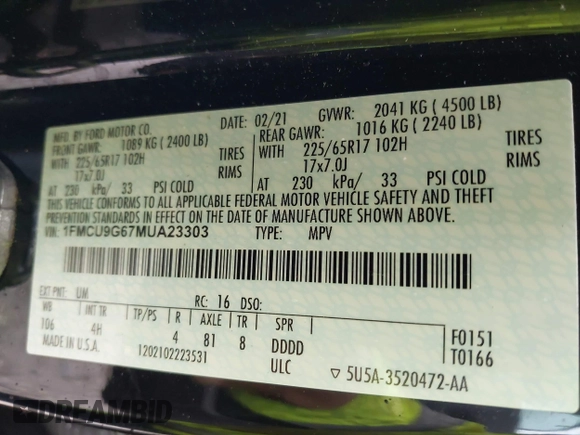 MFD. BY FORD MOTOR CO.
DATE: 02/21 GVWR: 2041 KG ( 4500 LB)
FRONT GAWR: 1089 KG ( 2400 LB)
REAR GAWR: 1016 KG ( 2240 LB)
WITH 225/65R17 102H TIRES
WITH 225/65R17 102H TIRES
17x7.0J RIMS
17x7.0J RIMS
AT 230 kPa/ 33 PSI COLD
AT 230 kPa/ 33 PSI COLD
THIS VEHICLE CONFORMS TO ALL APPLICABLE FEDERAL MOTOR VEHICLE SAFETY AND THEFT
PREVENTION STANDARDS IN EFFECT ON THE DATE OF MANUFACTURE SHOWN ABOVE.
VIN: 1FMCU9G67MUA23303 TYPE: MPV
EXT PNT: UM RC: 16 DSO:
WB INT TR TP/PS R AXLE TR SPR
106 4H 4 81 8 DDDD F0151
MADE IN U.S.A. 1202102223531 ULC T0166
▽ 5U5A-3520472-AA
DREAMBID